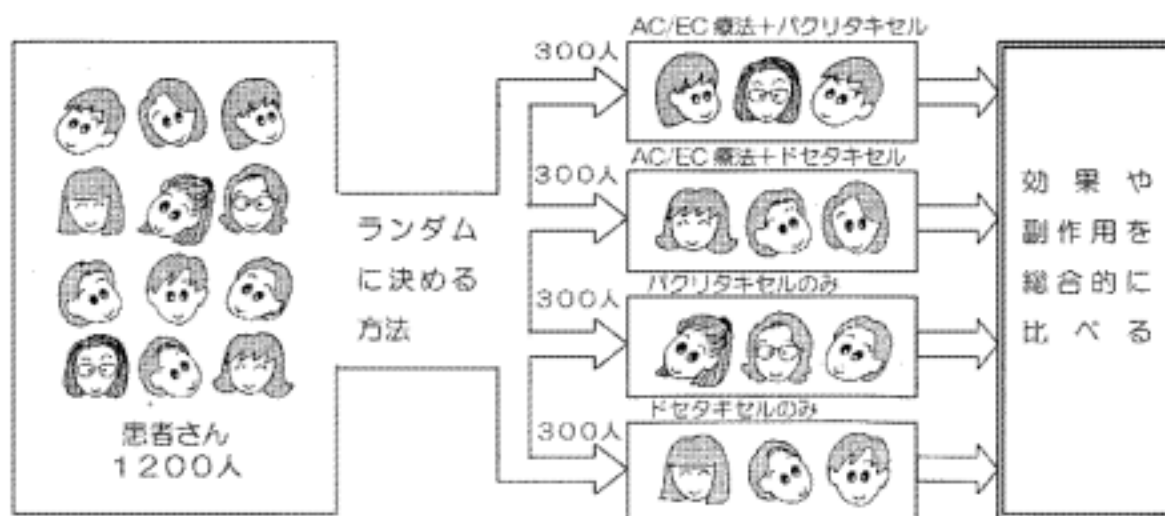 患者さん
1200人
ランダム
に決める
方法
300人
AC/EC 療法+パクリタキセル
300人
AC/EC 療法+ドセタキセル
300人
パクリタキセルのみ
300人
ドセタキセルのみ
効果や
副作用を
総合的に
比べる